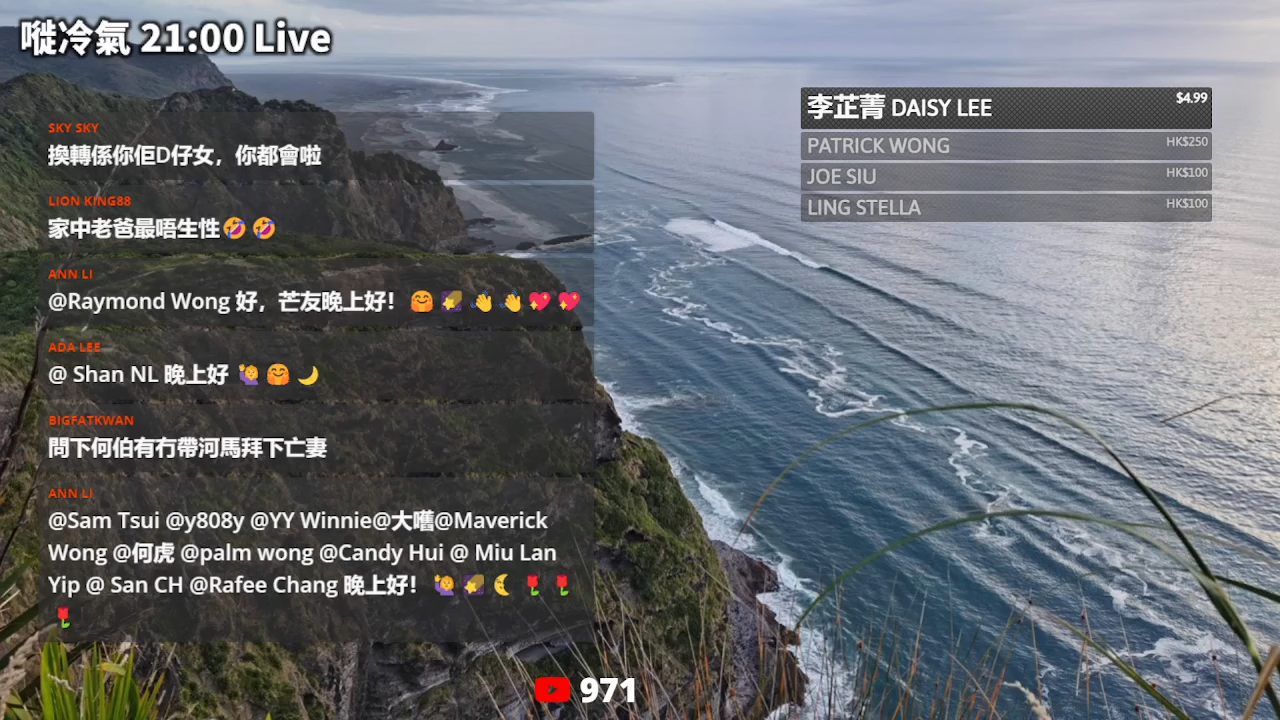 嘥冷氣 21:00 Live
SKY SKY
換轉係你佢D仔女，你都會啦
LION KING88
家中老爸最唔生性🤣🤣
ANN LI
@Raymond Wong 好，芒友晚上好！ 🤗🌠👋👋💖💖
ADA LEE
@ Shan NL 晚上好 🙋🤗🌙
BIGFATKWAN
問下何伯有冇帶河馬拜下亡妻
ANN LI
@Sam Tsui @y808y @YY Winnie@大嚿@Maverick
Wong @何虎 @palm wong @Candy Hui @ Miu Lan
Yip @ San CH @Rafee Chang 晚上好！ 🙋🌠🌜🌷🌷
🌷
李芷菁 DAISY LEE $4.99
PATRICK WONG HK$250
JOE SIU HK$100
LING STELLA HK$100
971